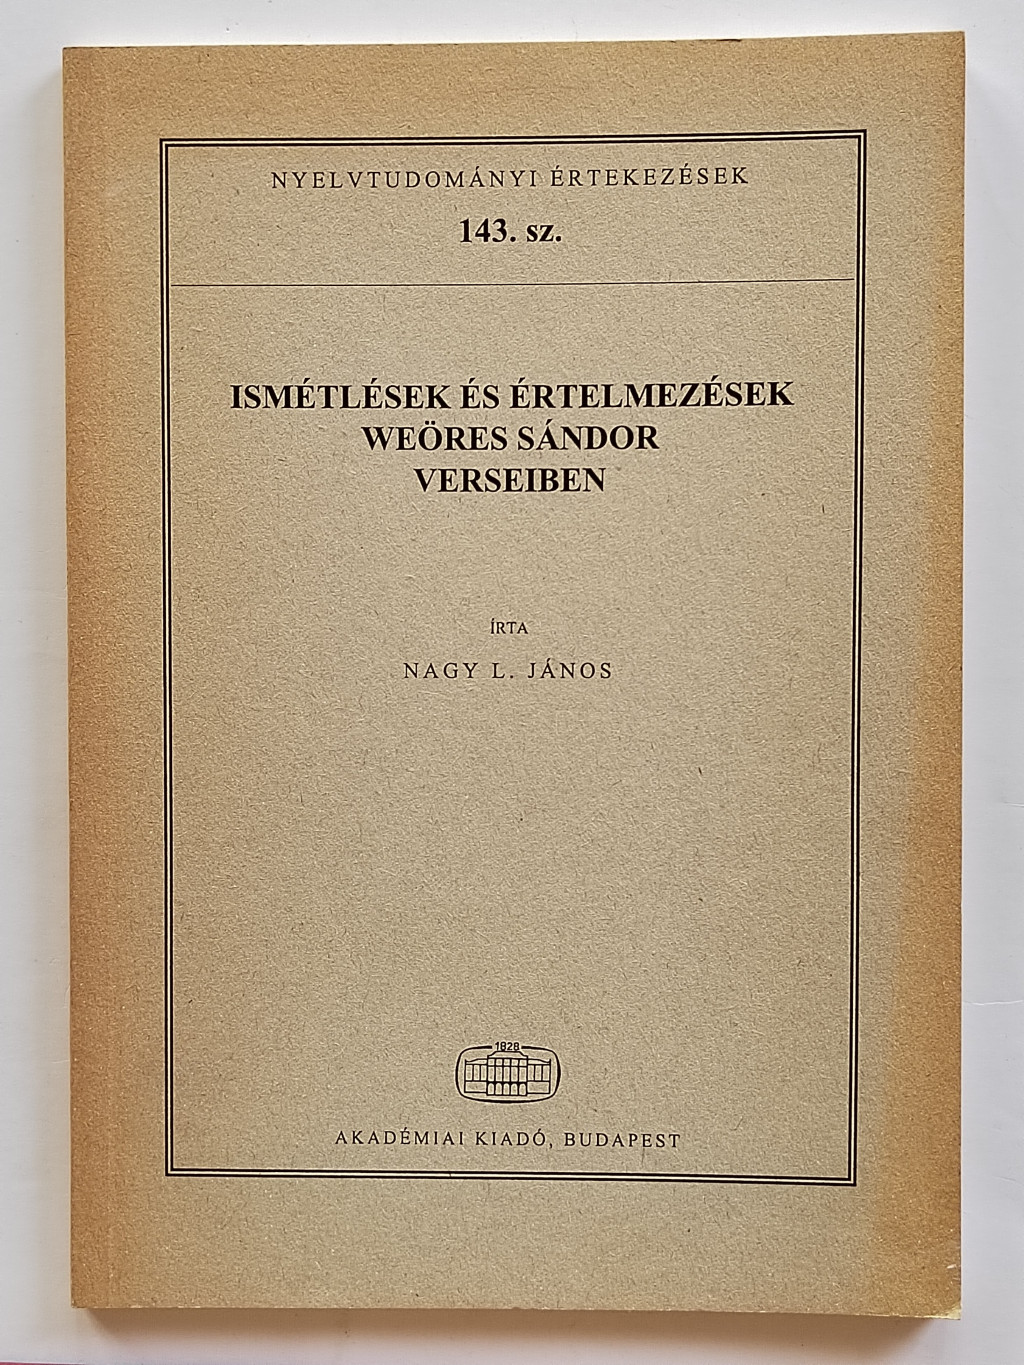 NYELVTUDOMÁNYI ÉRTEKEZÉSEK
143. sz.
ISMÉTLÉSEK ÉS ÉRTELMEZÉSEK
WEÖRES SÁNDOR
VERSEIBEN
ÍRTA
NAGY L. JÁNOS
1828
AKADÉMIAI KIADÓ, BUDAPEST